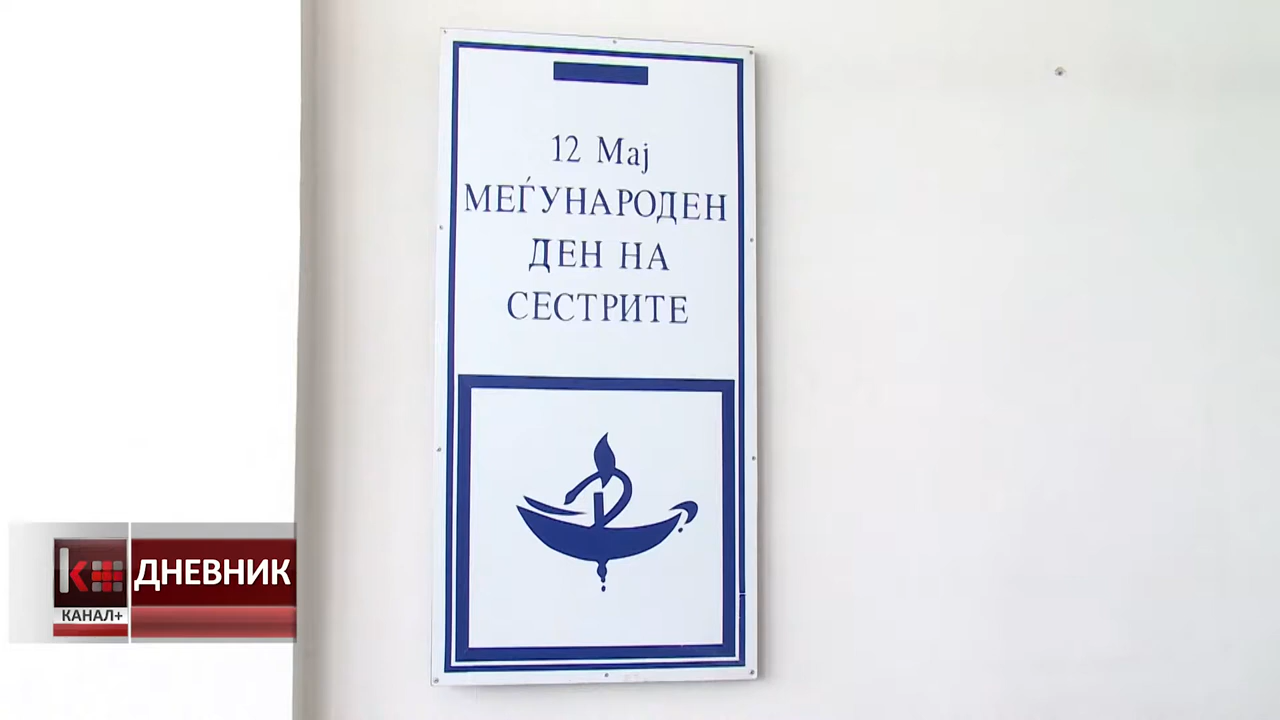 12 Мај
МЕЃУНАРОДЕН
ДЕН НА
СЕСТРИТЕ
ДНЕВНИК
КАНАЛ+